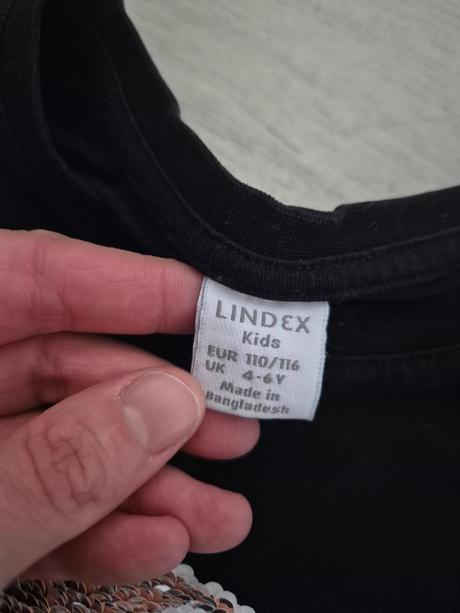 LINDEX
Kids
EUR 110/116
UK 4-6Y
Made in
Bangladesh